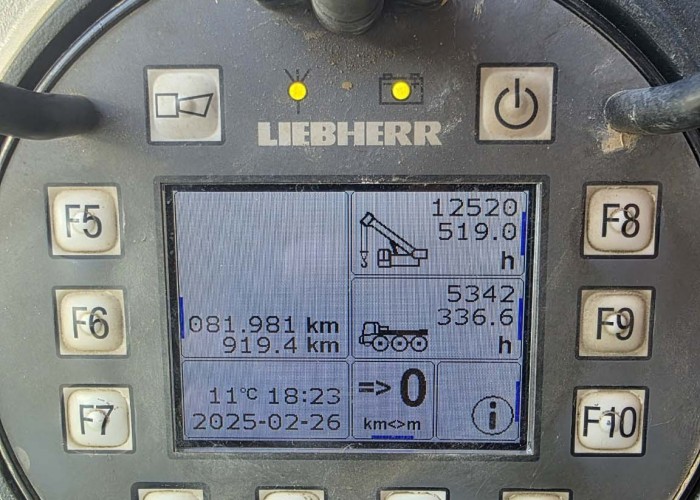 LIEBHERR
F5
F6
F7
12520
519.0
h
5342
336.6
h
081.981 km
919.4 km
11°C 18:23
2025-02-26
=> 0
km<>m
i
F8
F9
F10